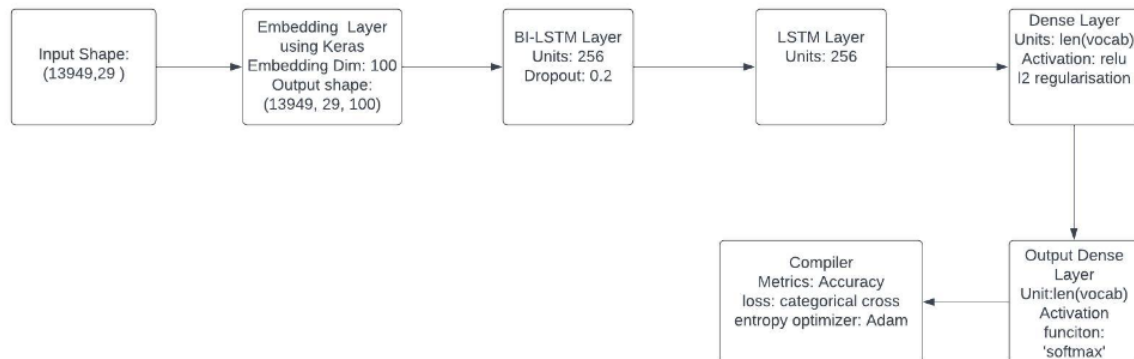 Input Shape:
(13949,29 )
Embedding Layer
using Keras
Embedding Dim: 100
Output shape:
(13949, 29, 100)
BI-LSTM Layer
Units: 256
Dropout: 0.2
LSTM Layer
Units: 256
Dense Layer
Units: len(vocab)
Activation: relu
l2 regularisation
Output Dense
Layer
Unit:len(vocab)
Activation
funciton:
'softmax'
Compiler
Metrics: Accuracy
loss: categorical cross
entropy optimizer: Adam